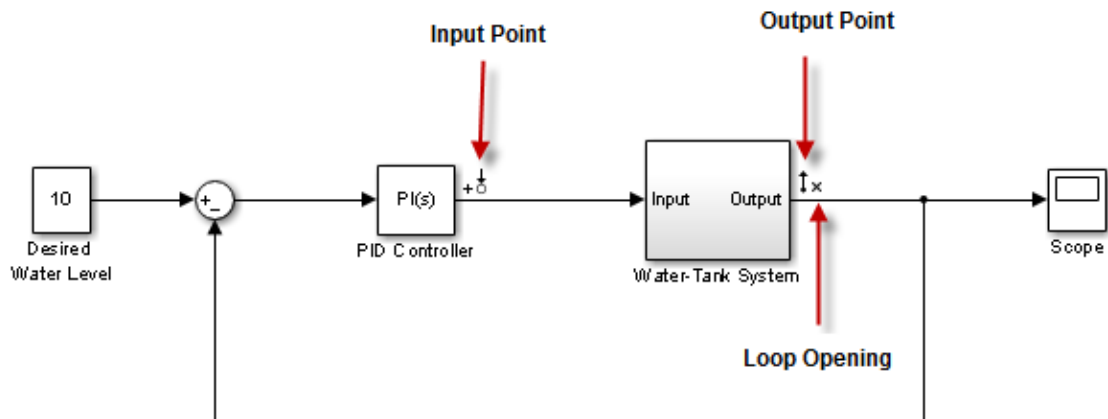 Input Point
Output Point
10
+
−
PI(s)
+
Input
Output
x
Desired
Water Level
PID Controller
Water-Tank System
Scope
Loop Opening